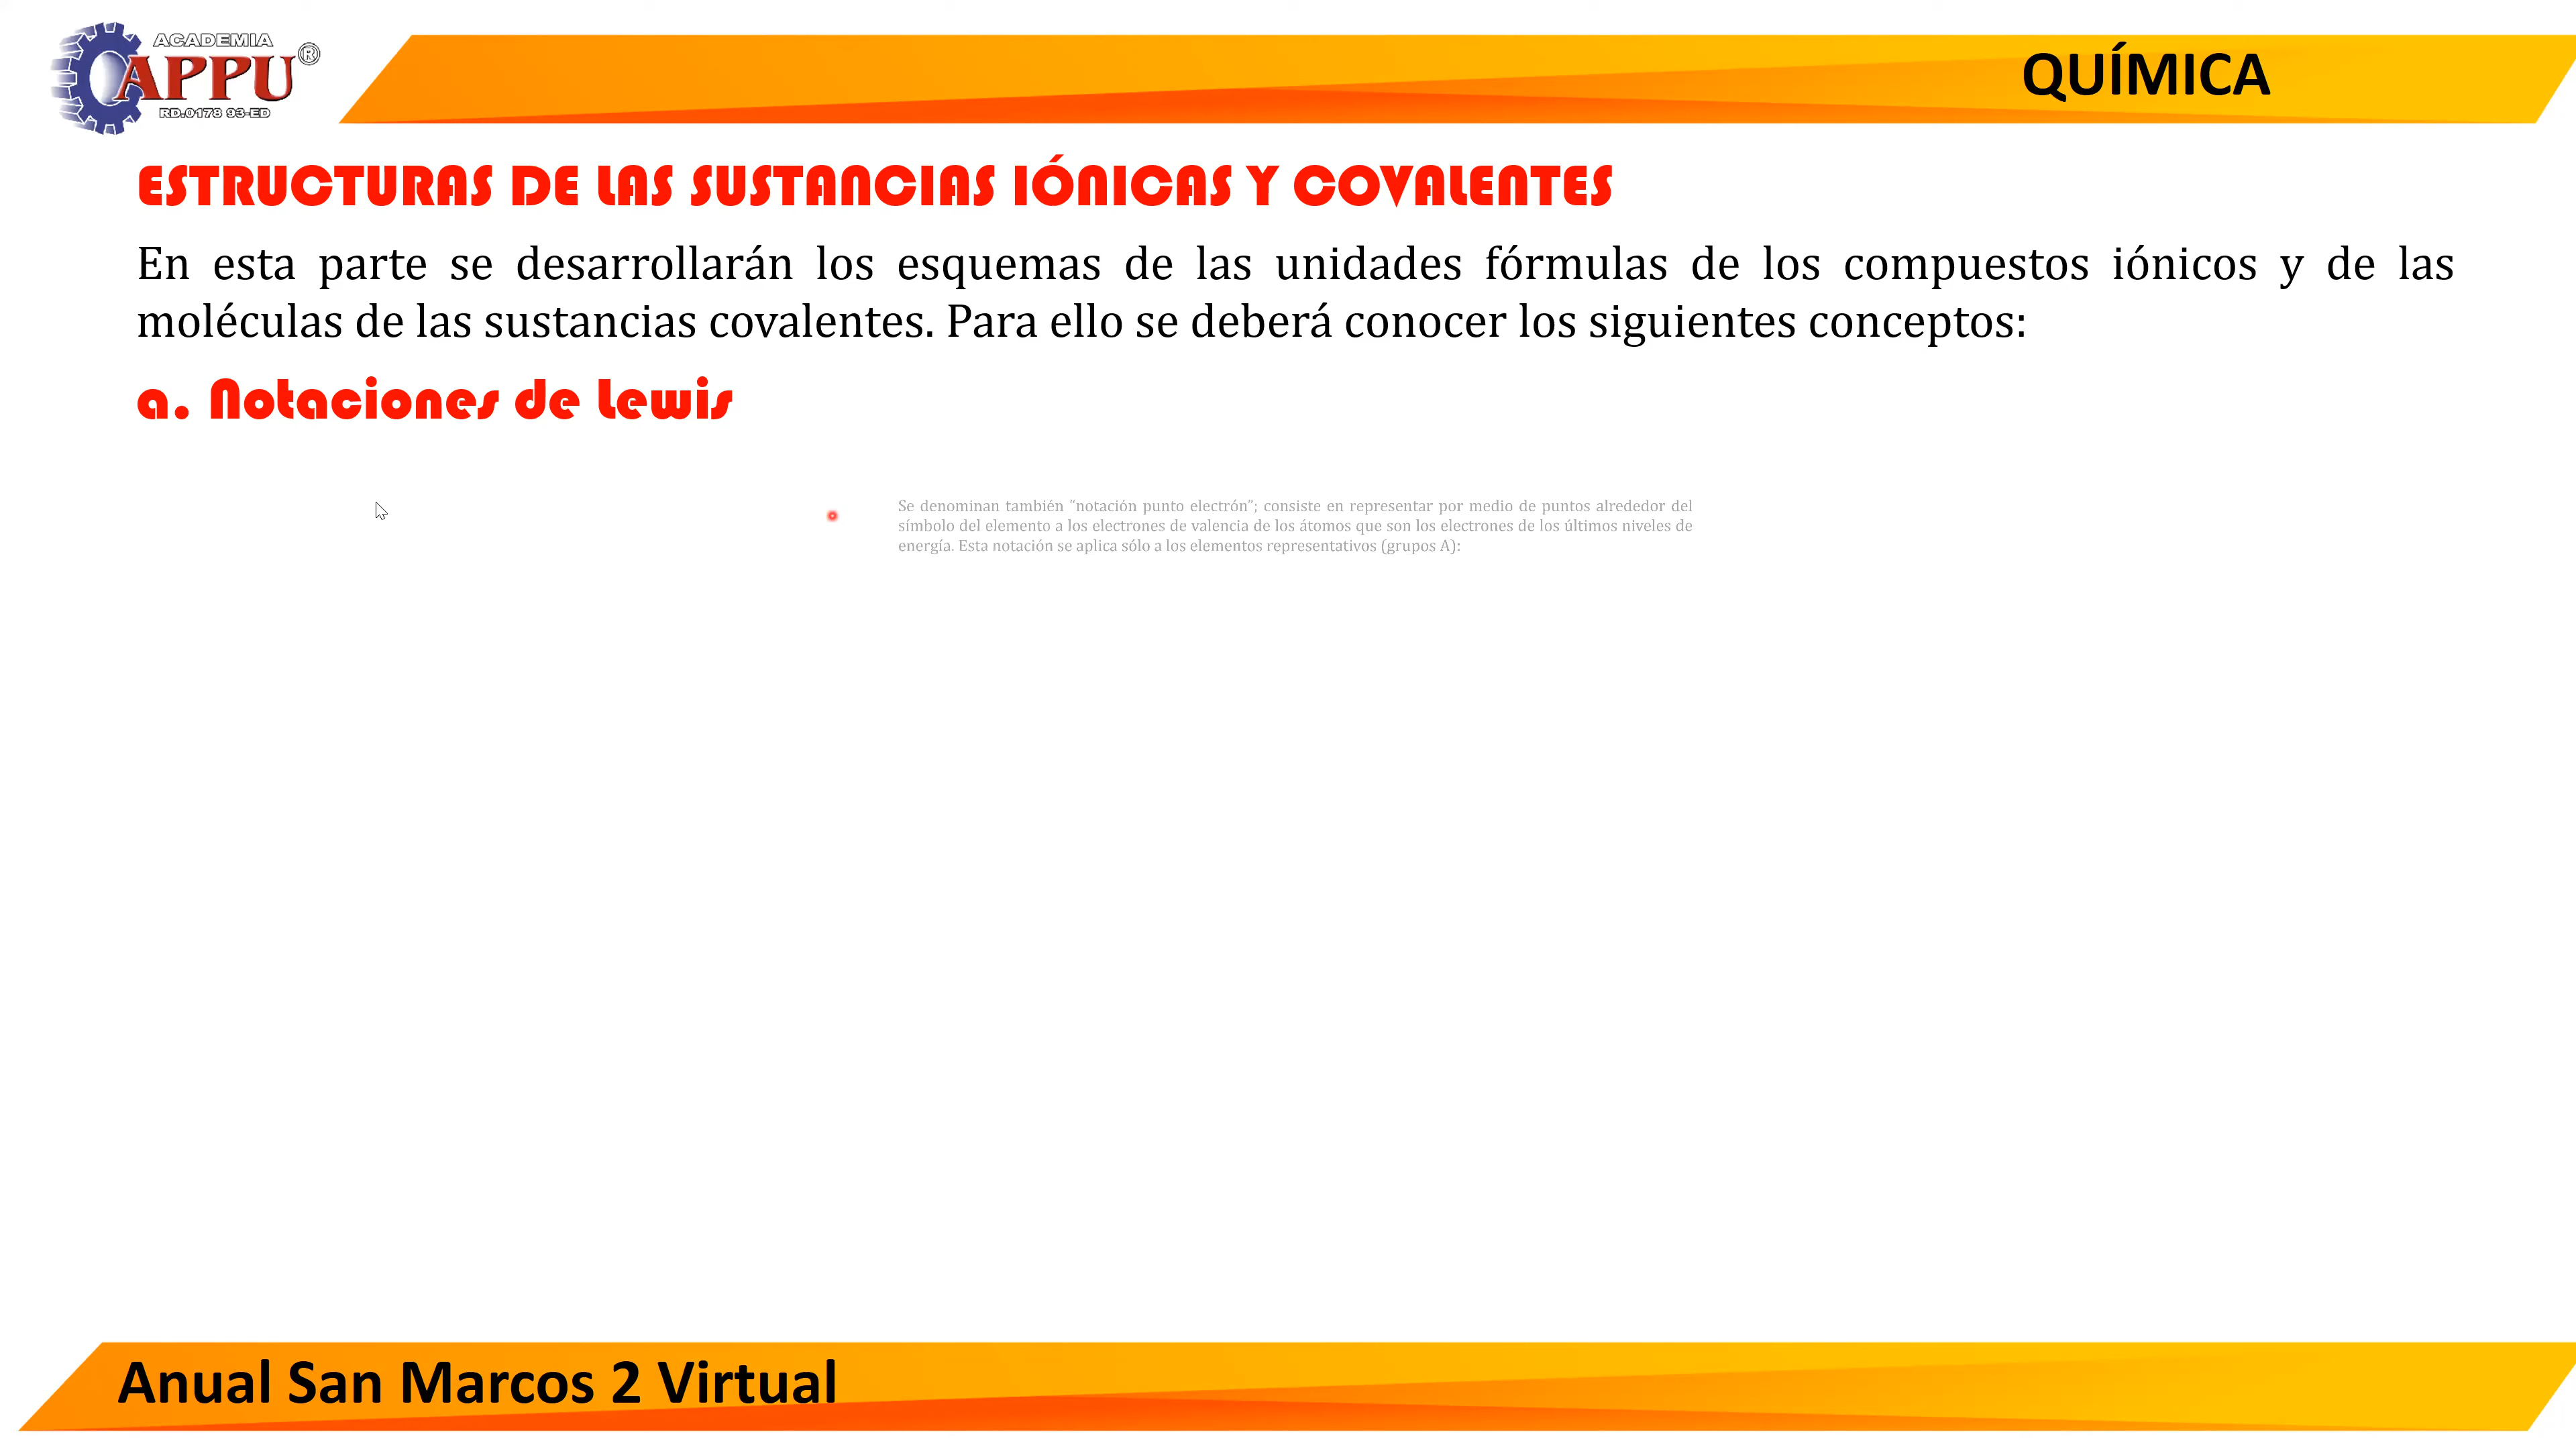 ACADEMIA
APPU®
RD.0178 93-ED
QUÍMICA
ESTRUCTURAS DE LAS SUSTANCIAS IÓNICAS Y COVALENTES
En esta parte se desarrollarán los esquemas de las unidades fórmulas de los compuestos iónicos y de las
moléculas de las sustancias covalentes. Para ello se deberá conocer los siguientes conceptos:
a. Notaciones de Lewis
Se denominan también “notación punto electrón”; consiste en representar por medio de puntos alrededor del
símbolo del elemento a los electrones de valencia de los átomos que son los electrones de los últimos niveles de
energía. Esta notación se aplica sólo a los elementos representativos (grupos A):
Anual San Marcos 2 Virtual